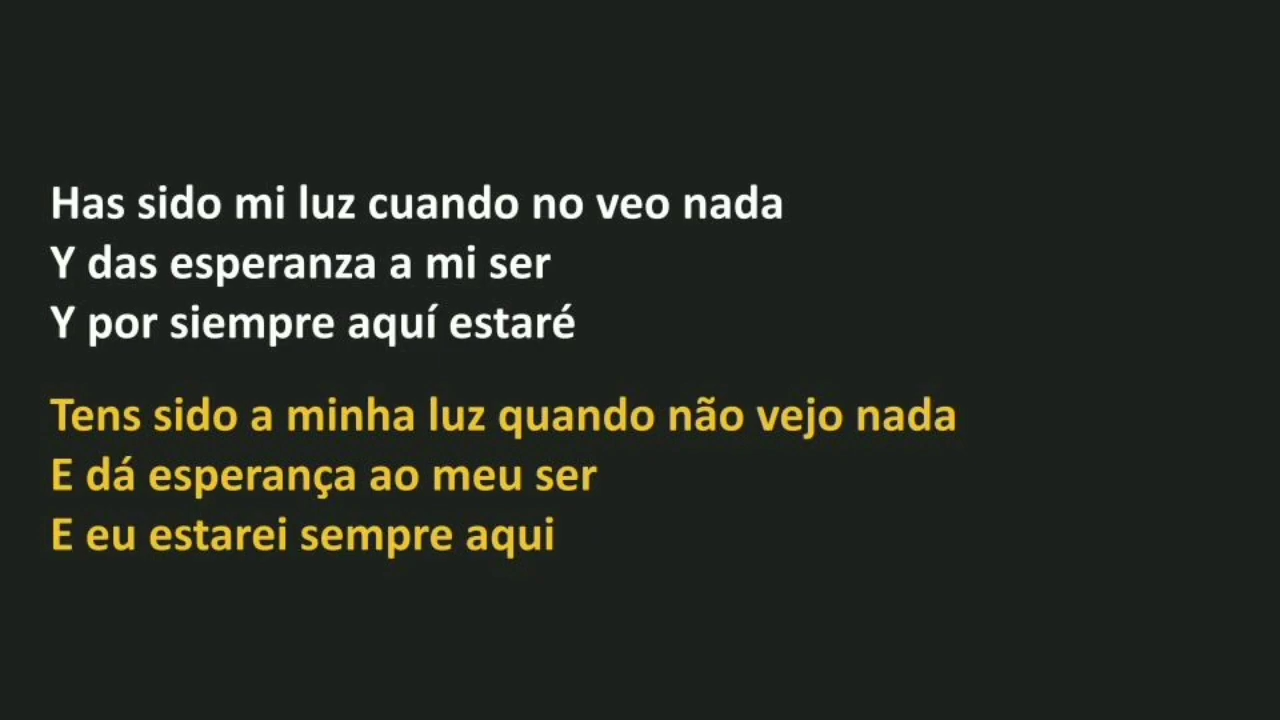 Has sido mi luz cuando no veo nada
Y das esperanza a mi ser
Y por siempre aquí estaré
Tens sido a minha luz quando não vejo nada
E dá esperança ao meu ser
E eu estarei sempre aqui